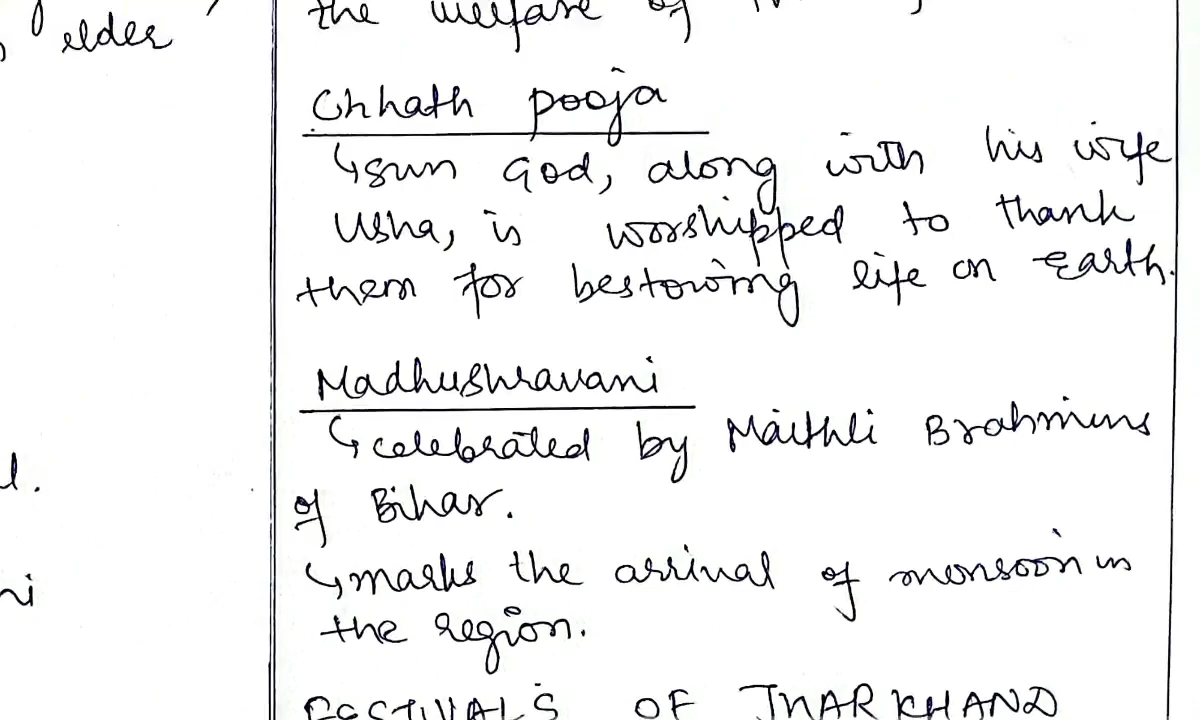 elder
l.
ni
the welfare of
Chhath pooja
↳ sun God, along with his wife
Usha, is worshipped to thank
them for bestowing life on Earth.
Madhushravani
↳ celebrated by Maithli Brahmins
of Bihar.
↳ marks the arrival of monsoon in
the region.
FESTIVALS OF JHARKHAND